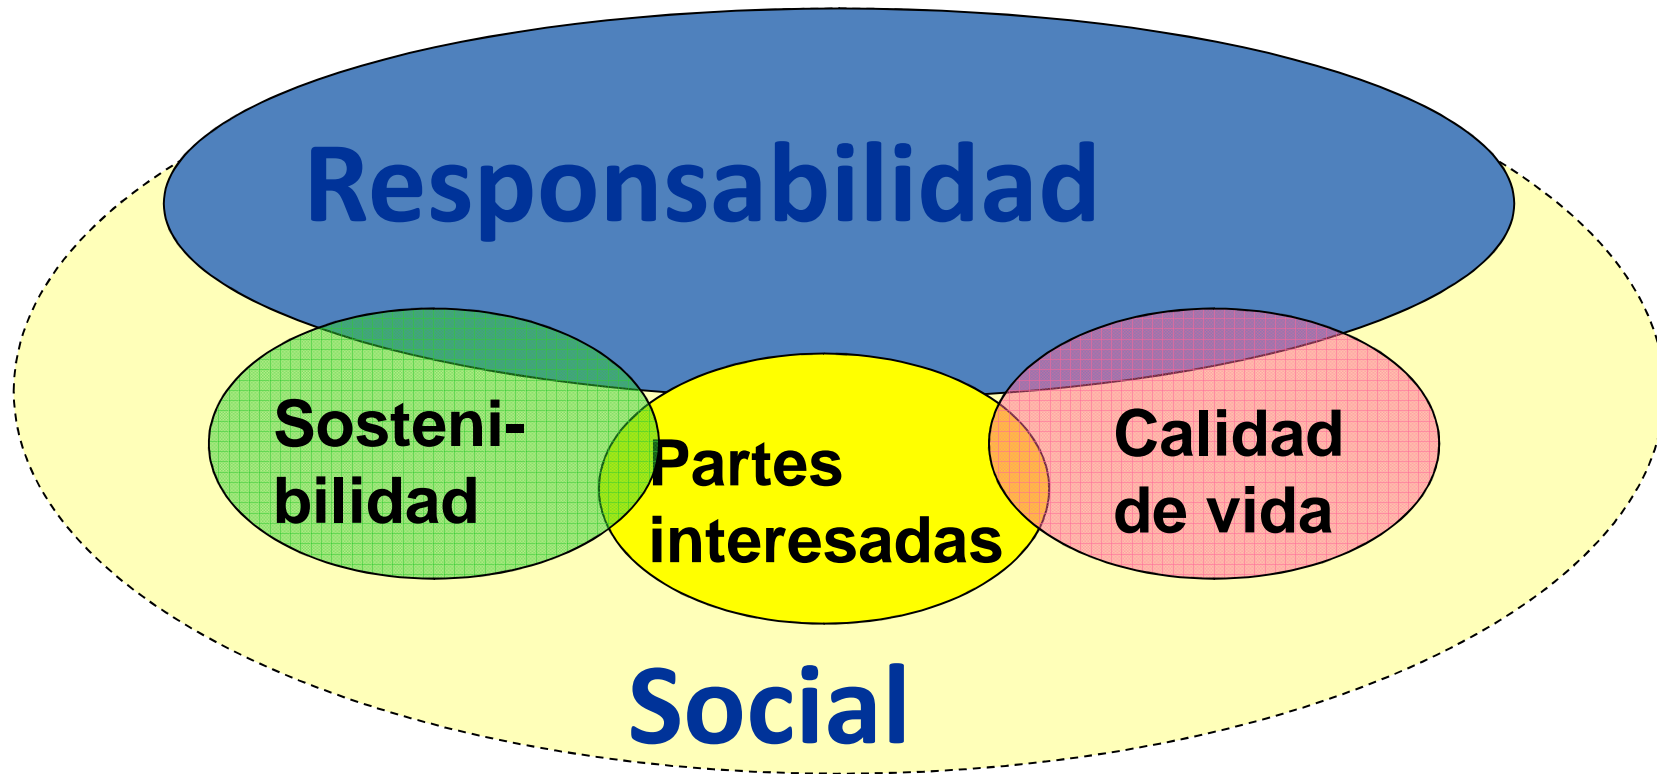 Responsabilidad
Sosteni-
bilidad
Partes
interesadas
Calidad
de vida
Social